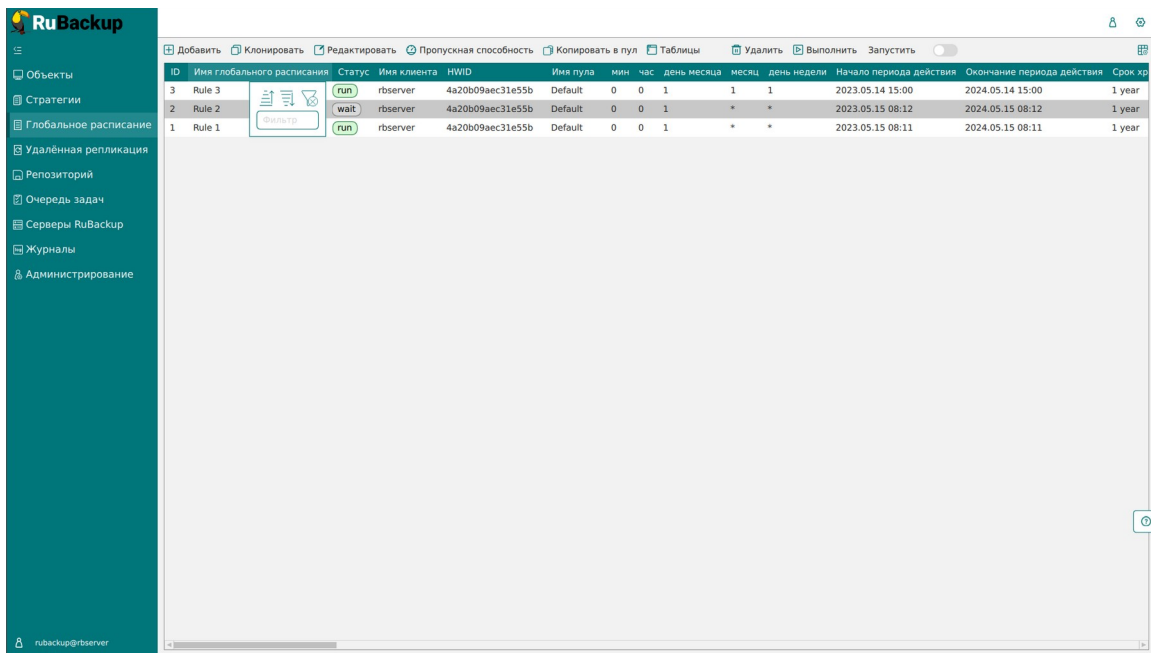 RuBackup
Добавить Клонировать Редактировать Пропускная способность Копировать в пул Таблицы Удалить Выполнить Запустить
Объекты
Стратегии
Глобальное расписание
Удалённая репликация
Репозиторий
Очередь задач
Серверы RuBackup
Журналы
Администрирование
ID Имя глобального расписания Статус Имя клиента HWID Имя пула мин час день месяца месяц день недели Начало периода действия Окончание периода действия Срок хр
3 Rule 3 run rbserver 4a20b09aec31e55b Default 0 0 1 1 1 2023.05.14 15:00 2024.05.14 15:00 1 year
2 Rule 2 wait rbserver 4a20b09aec31e55b Default 0 0 1 * * 2023.05.15 08:12 2024.05.15 08:12 1 year
Фильтр
1 Rule 1 run rbserver 4a20b09aec31e55b Default 0 0 1 * * 2023.05.15 08:11 2024.05.15 08:11 1 year
rubackup@rbserver